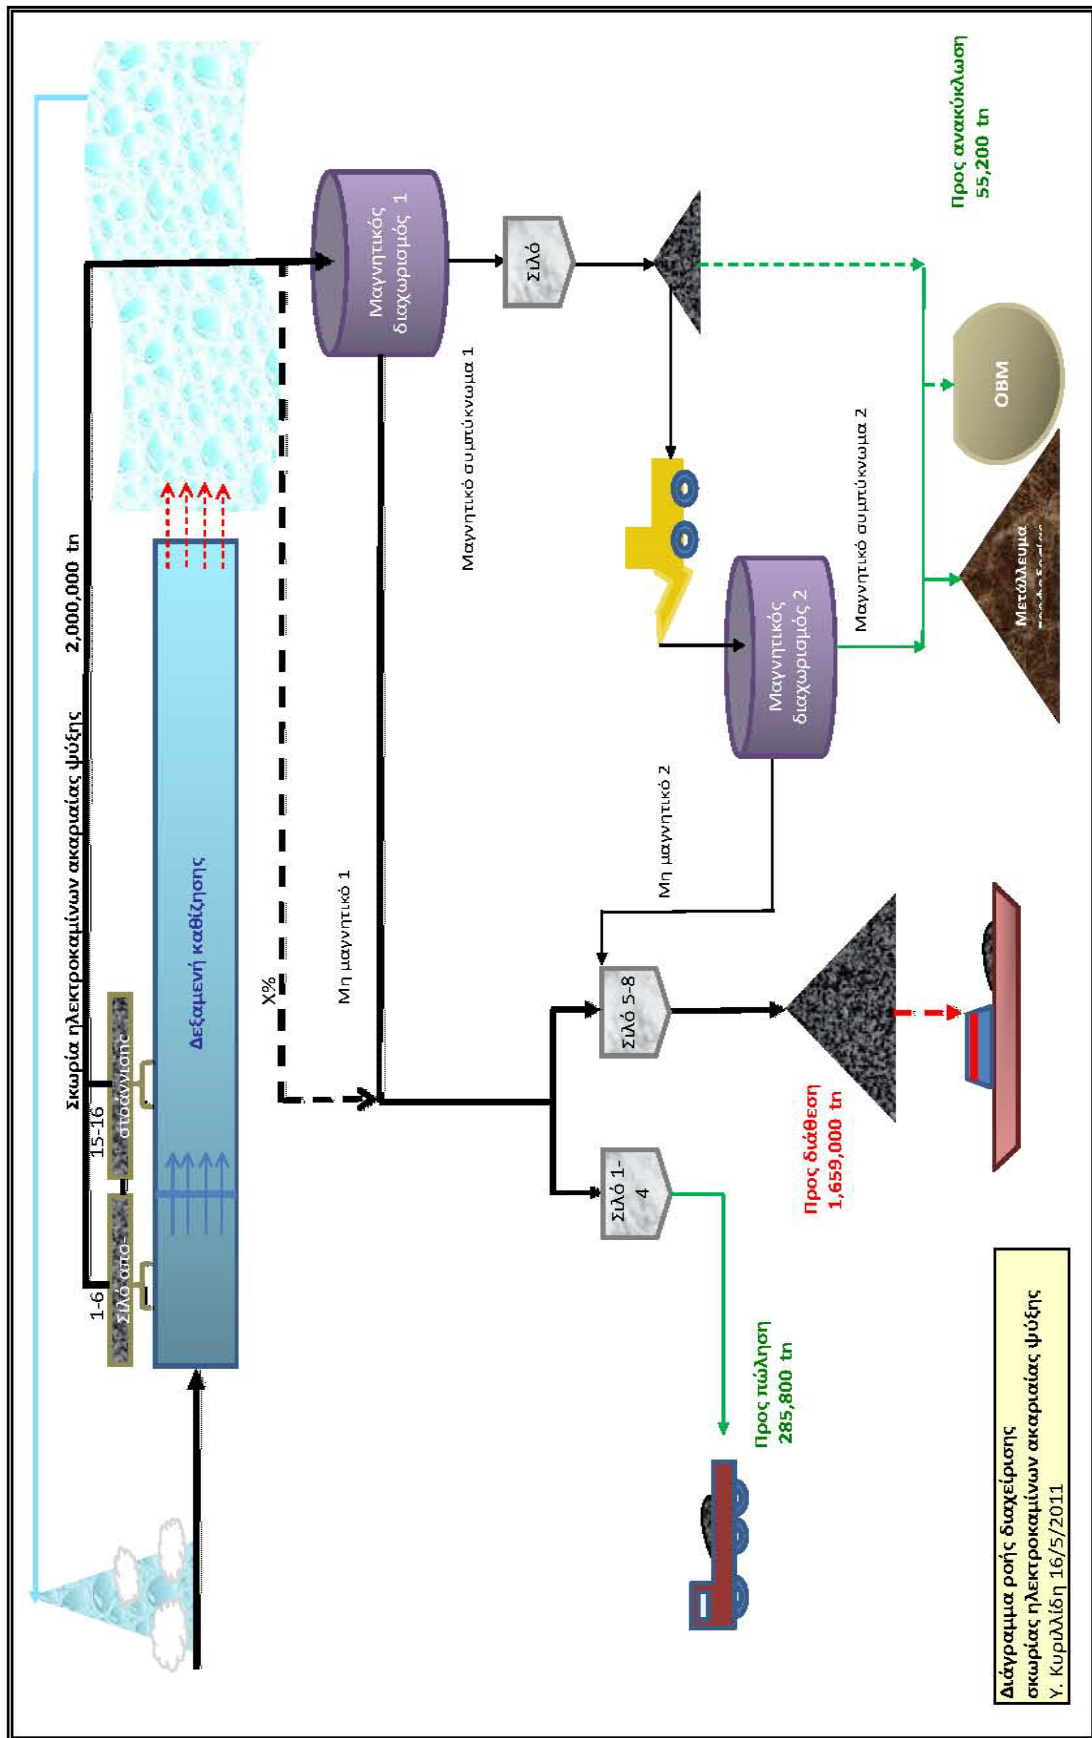 Σκωρία ηλεκτροκαμίνων ακαριαίας ψύξης
2,000,000 tn
1-6
15-16
Σιλό απο-
στράγγισης
Δεξαμενή καθίζησης
X%
Μη μαγνητικό 1
Μαγνητικός
διαχωρισμός 1
Μαγνητικό συμπύκνωμα 1
Σιλό
Σιλό 1-
4
Σιλό 5-8
Μη μαγνητικό 2
Μαγνητικός
διαχωρισμός 2
Μαγνητικό συμπύκνωμα 2
Προς πώληση
285,800 tn
Προς διάθεση
1,659,000 tn
Προς ανακύκλωση
55,200 tn
Μετάλλευμα
OBM
Διάγραμμα ροής διαχείρισης
σκωρίας ηλεκτροκαμίνων ακαριαίας ψύξης
Υ. Κυριλλίδη 16/5/2011